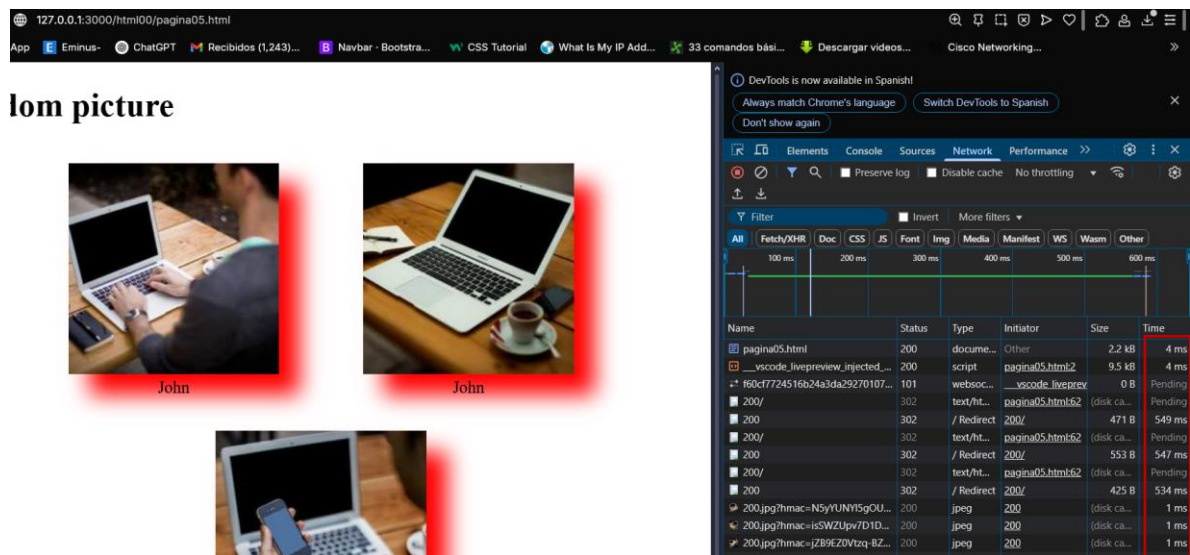 127.0.0.1:3000/html00/pagina05.html
App Eminus- ChatGPT Recibidos (1,243)... Navbar - Bootstra... CSS Tutorial What Is My IP Add... 33 comandos bási... Descargar videos... Cisco Networking... »
dom picture
John
John
DevTools is now available in Spanish!
Always match Chrome's language Switch DevTools to Spanish
Don't show again
Elements Console Sources Network Performance »
Preserve log Disable cache No throttling
Filter Invert More filters
All Fetch/XHR Doc CSS JS Font Img Media Manifest WS Wasm Other
100 ms 200 ms 300 ms 400 ms 500 ms 600 ms
Name Status Type Initiator Size Time
pagina05.html 200 docume... Other 2.2 kB 4 ms
___vscode_livepreview_injected_... 200 script pagina05.html:2 9.5 kB 4 ms
f60cf7724516b24a3da29270107... 101 websoc... ___vscode_liveprev 0 B Pending
200/ 302 text/ht... pagina05.html:62 (disk ca... Pending
200 302 / Redirect 200/ 471 B 549 ms
200/ 302 text/ht... pagina05.html:62 (disk ca... Pending
200 302 / Redirect 200/ 553 B 547 ms
200/ 302 text/ht... pagina05.html:62 (disk ca... Pending
200 302 / Redirect 200/ 425 B 534 ms
200.jpg?hmac=N5yYUNYI5gOU... 200 jpeg 200 (disk ca... 1 ms
200.jpg?hmac=isSWZUpv7D1D... 200 jpeg 200 (disk ca... 1 ms
200.jpg?hmac=jZB9EZ0Vtzq-BZ... 200 jpeg 200 (disk ca... 1 ms